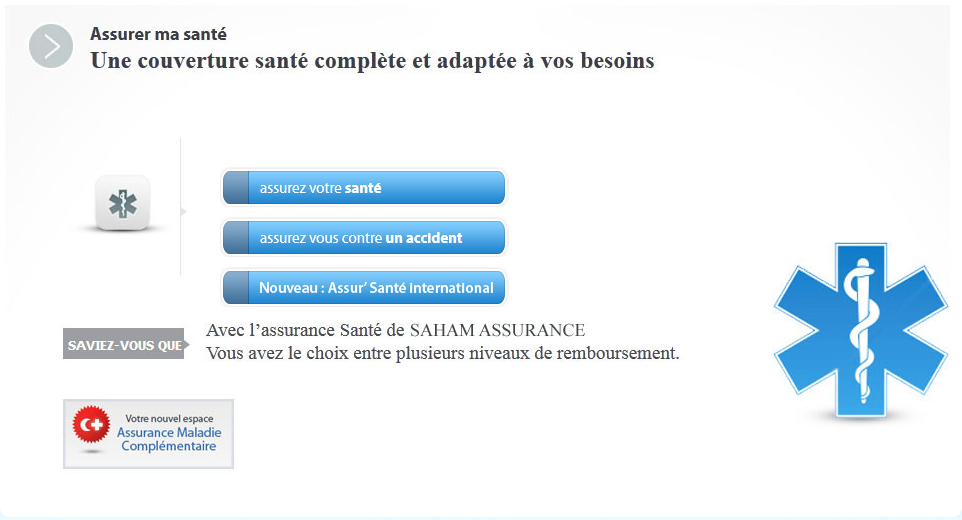 Assurer ma santé
Une couverture santé complète et adaptée à vos besoins
assurez votre santé
assurez vous contre un accident
Nouveau : Assur’ Santé international
SAVIEZ-VOUS QUE
Avec l’assurance Santé de SAHAM ASSURANCE
Vous avez le choix entre plusieurs niveaux de remboursement.
C+
Votre nouvel espace
Assurance Maladie
Complémentaire